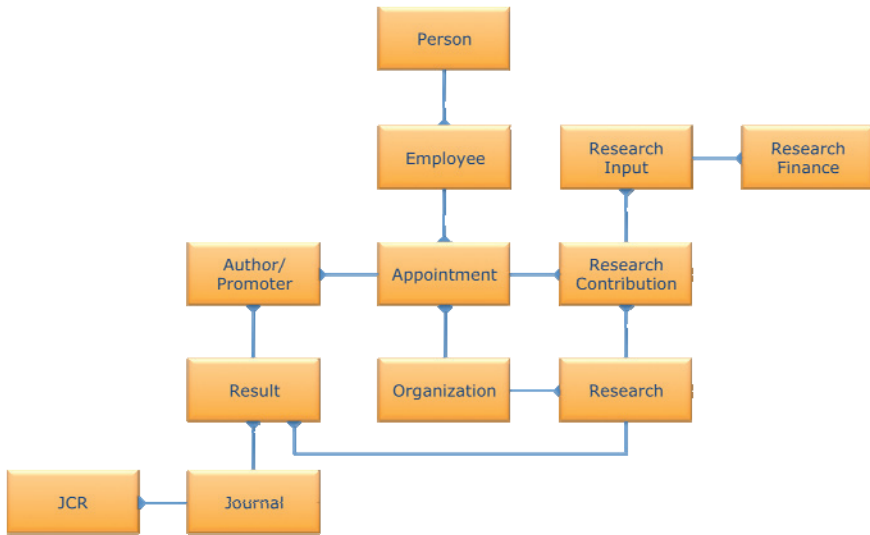 Person
Employee
Research
Input
Research
Finance
Author/
Promoter
Appointment
Research
Contribution
Result
Organization
Research
JCR
Journal